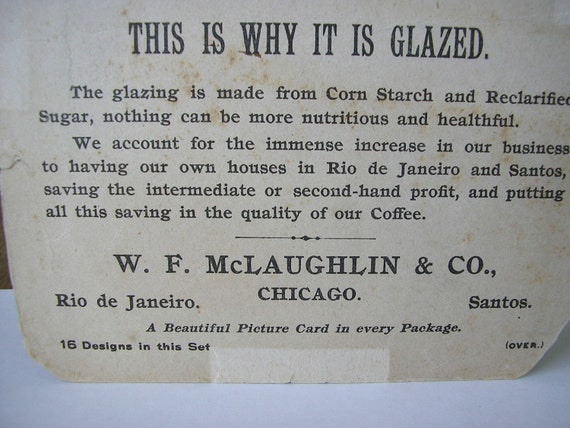 THIS IS WHY IT IS GLAZED.
The glazing is made from Corn Starch and Reclarified
Sugar, nothing can be more nutritious and healthful.
We account for the immense increase in our business
to having our own houses in Rio de Janeiro and Santos,
saving the intermediate or second-hand profit, and putting
all this saving in the quality of our Coffee.
W. F. McLAUGHLIN & CO.,
CHICAGO.
Rio de Janeiro. Santos.
A Beautiful Picture Card in every Package.
16 Designs in this Set (OVER.)